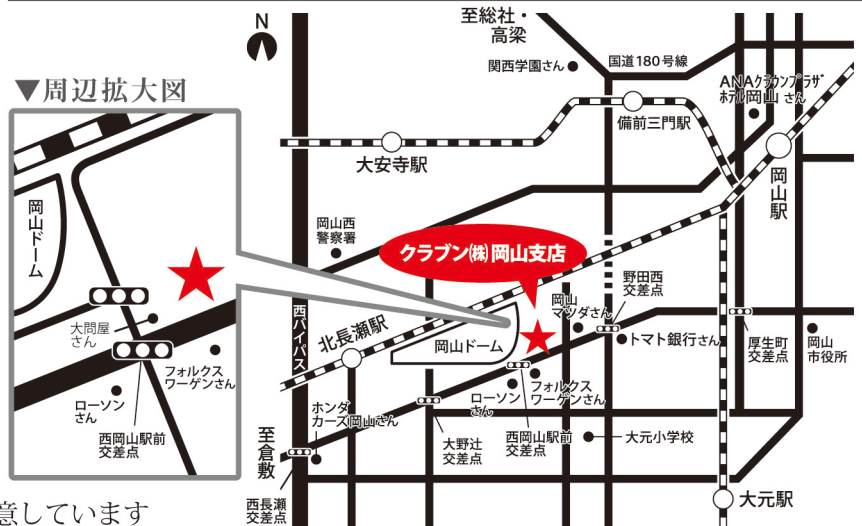 ▼周辺拡大図
岡山ドーム
大問屋
さん
フォルクス
ワーゲンさん
ローソン
さん
西岡山駅前
交差点
意しています
N
至総社・
高梁
関西学園さん
国道180号線
ANAクラウンプラザ
ホテル岡山 さん
備前三門駅
大安寺駅
岡山駅
岡山西
警察署
クラブン㈱岡山支店
野田西
交差点
岡山
マツダさん
西バイパス
北長瀬駅
岡山ドーム
トマト銀行さん
厚生町
交差点
岡山
市役所
フォルクス
ワーゲンさん
ローソン
さん
ホンダ
カーズ岡山さん
至倉敷
大野辻
交差点
西岡山駅前
交差点
大元小学校
西長瀬
交差点
大元駅